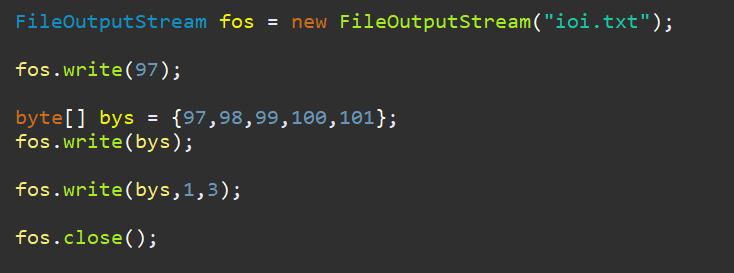 FileOutputStream fos = new FileOutputStream("ioi.txt");
fos.write(97);
byte[] bys = {97,98,99,100,101};
fos.write(bys);
fos.write(bys,1,3);
fos.close();